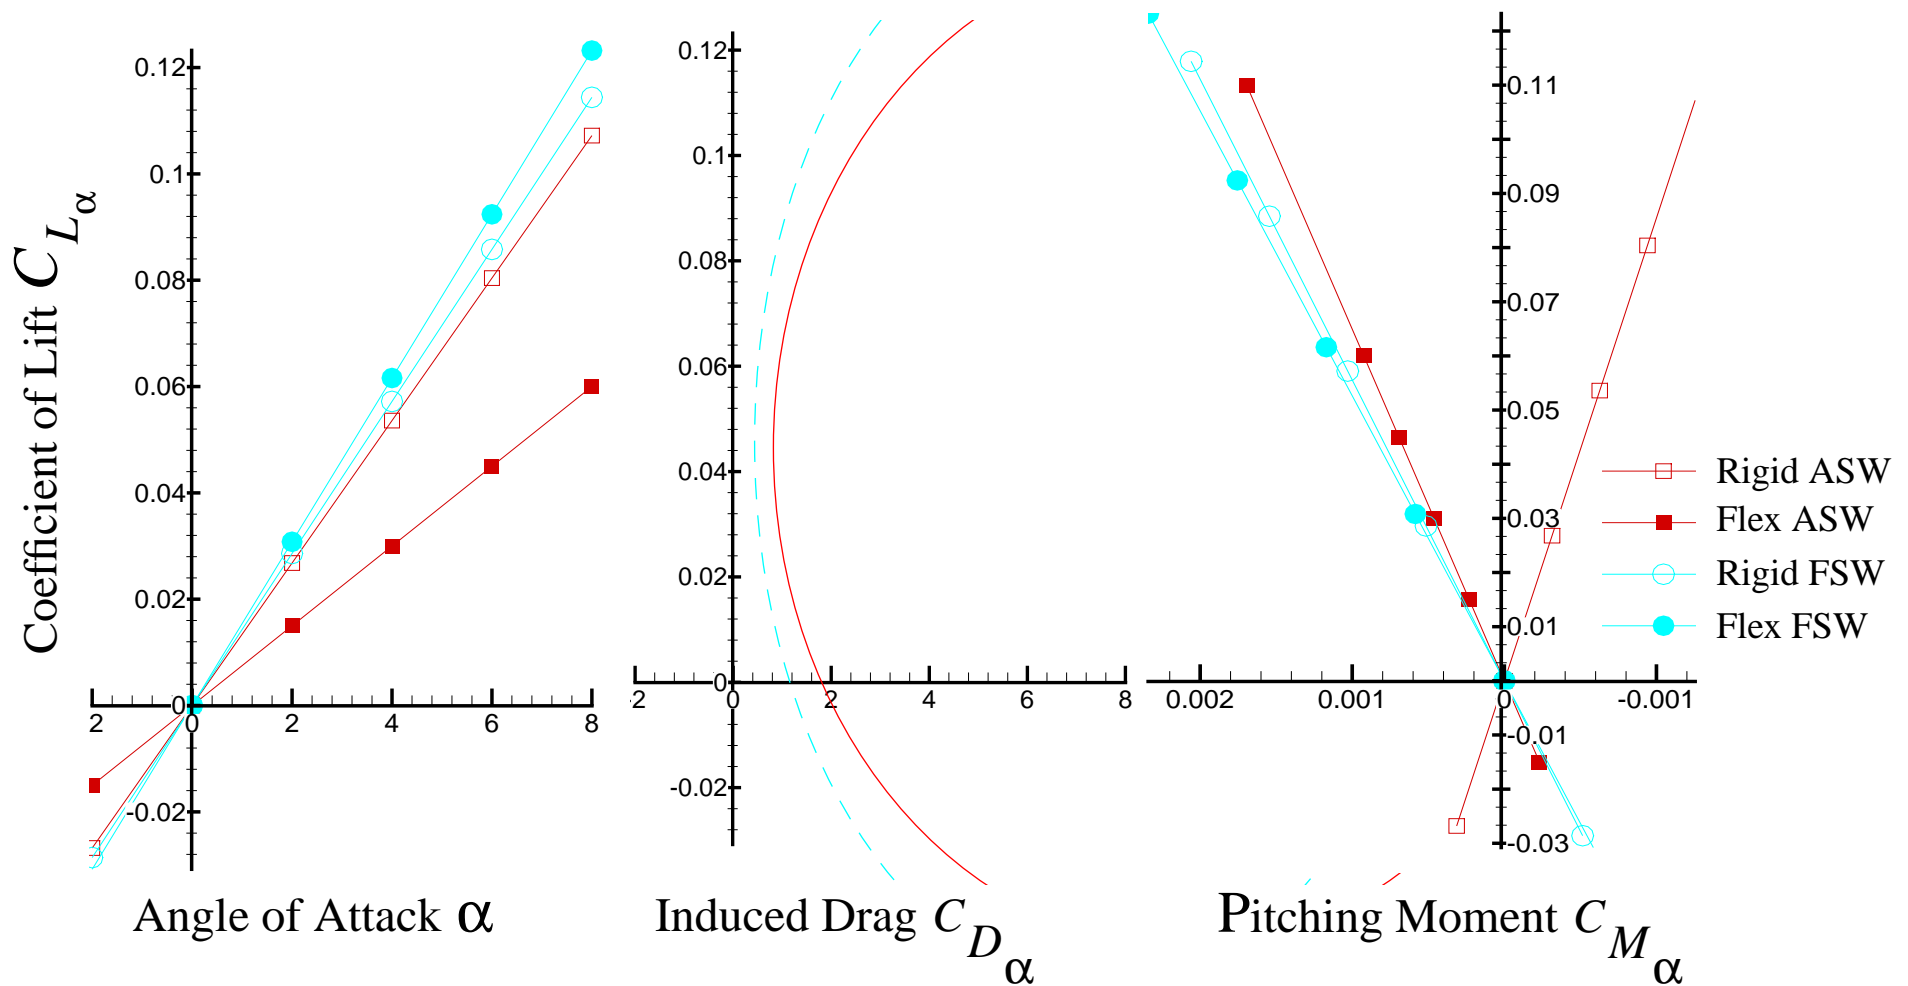 Coefficient of Lift C L α
0.12
0.1
0.08
0.06
0.04
0.02
0
-0.02
2 0 2 4 6 8
Angle of Attack α
0.12
0.1
0.08
0.06
0.04
0.02
0
-0.02
-2 0 2 4 6 8
Induced Drag C D α
0.11
0.09
0.07
0.05
0.03
0.01
-0.01
-0.03
0.002 0.001 0 -0.001
Pitching Moment C M α
Rigid ASW
Flex ASW
Rigid FSW
Flex FSW